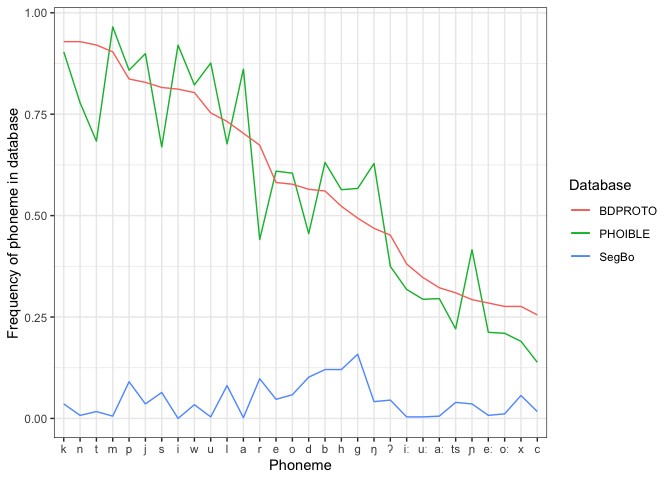 Frequency of phoneme in database
1.00
0.75
0.50
0.25
0.00
k n t m p j s i w u l a r e o d b h g ŋ ʔ iː uː aː ts ɲ eː oː x c
Phoneme
Database
BDPROTO
PHOIBLE
SegBo